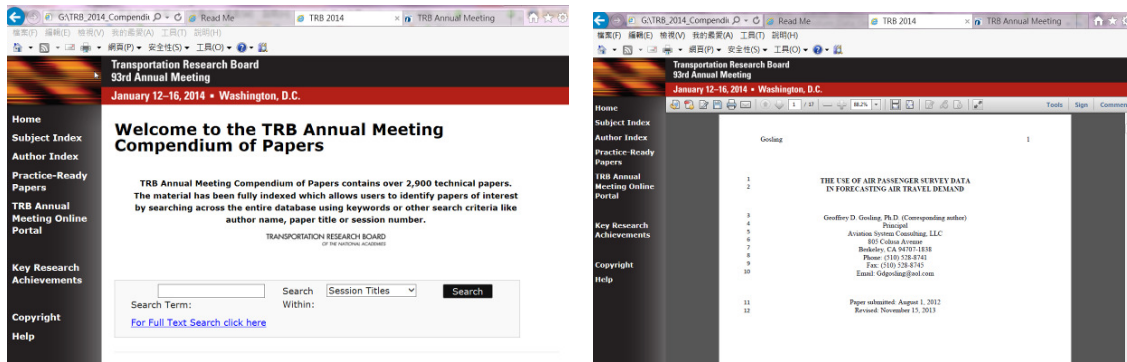 G:\TRB_2014_Compendi
Read Me
TRB 2014
TRB Annual Meeting
檔案(F) 編輯(E) 檢視(V) 我的最愛(A) 工具(T) 說明(H)
網頁(P) 安全性(S) 工具(O)
Transportation Research Board
93rd Annual Meeting
January 12–16, 2014 • Washington, D.C.
Home
Subject Index
Author Index
Practice-Ready
Papers
TRB Annual
Meeting Online
Portal
Key Research
Achievements
Copyright
Help
Welcome to the TRB Annual Meeting
Compendium of Papers
TRB Annual Meeting Compendium of Papers contains over 2,900 technical papers.
The material has been fully indexed which allows users to identify papers of interest
by searching across the entire database using keywords or other search criteria like
author name, paper title or session number.
TRANSPORTATION RESEARCH BOARD
OF THE NATIONAL ACADEMIES
Search Term:
Search
Within:
Session Titles
Search
For Full Text Search click here
G:\TRB_2014_Compendi
Read Me
TRB 2014
TRB Annual Meeting
檔案(F) 編輯(E) 檢視(V) 我的最愛(A) 工具(T) 說明(H)
網頁(P) 安全性(S) 工具(O)
Transportation Research Board
93rd Annual Meeting
January 12–16, 2014 • Washington, D.C.
1 / 17
88.2%
Tools Sign Commen
Home
Subject Index
Author Index
Practice-Ready
Papers
TRB Annual
Meeting Online
Portal
Key Research
Achievements
Copyright
Help
Gosling 1
1 THE USE OF AIR PASSENGER SURVEY DATA
2 IN FORECASTING AIR TRAVEL DEMAND
3 Geoffrey D. Gosling, Ph.D. (Corresponding author)
4 Principal
5 Aviation System Consulting, LLC
6 805 Colusa Avenue
7 Berkeley, CA 94707-1838
8 Phone: (510) 528-8741
9 Fax: (510) 528-8745
10 Email: Gdgosling@aol.com
11 Paper submitted: August 1, 2012
12 Revised: November 15, 2013